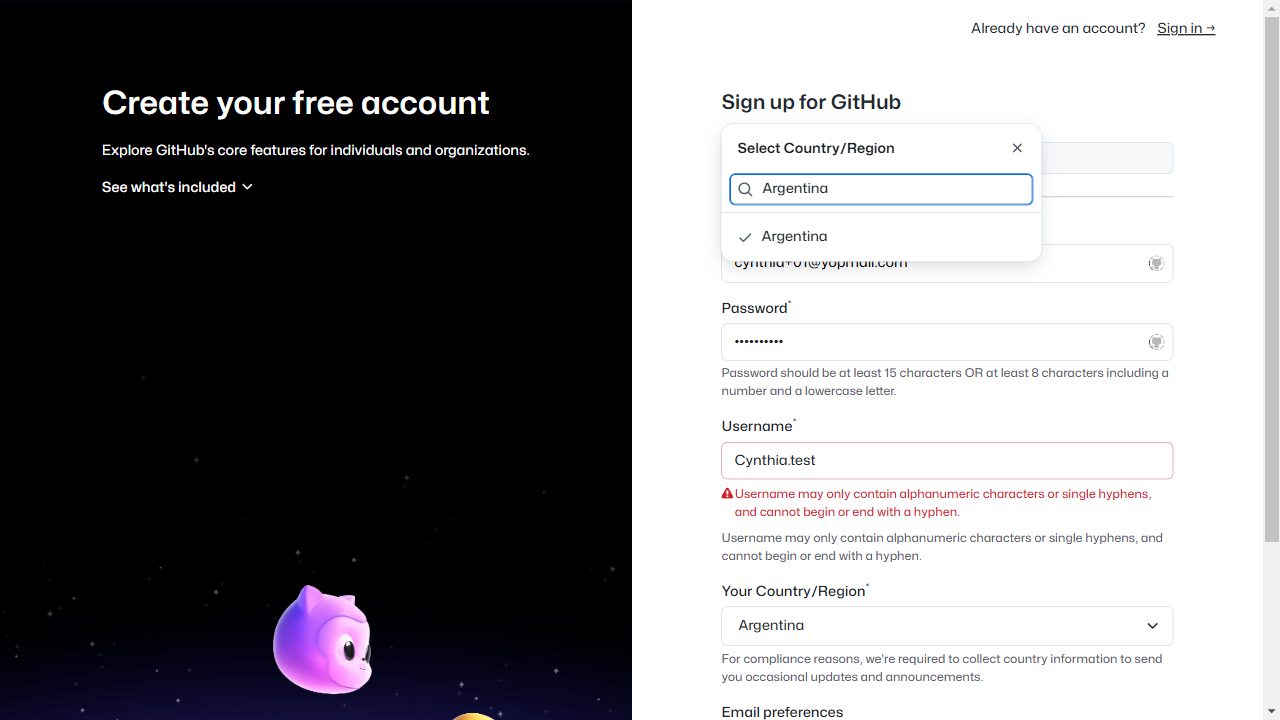 Already have an account? Sign in →
Create your free account
Explore GitHub's core features for individuals and organizations.
See what's included
Sign up for GitHub
Select Country/Region
Argentina
Argentina
cynthia+01@yopmail.com
Password*
••••••••••
Password should be at least 15 characters OR at least 8 characters including a
number and a lowercase letter.
Username*
Cynthia.test
Username may only contain alphanumeric characters or single hyphens,
and cannot begin or end with a hyphen.
Username may only contain alphanumeric characters or single hyphens, and
cannot begin or end with a hyphen.
Your Country/Region*
Argentina
For compliance reasons, we're required to collect country information to send
you occasional updates and announcements.
Email preferences